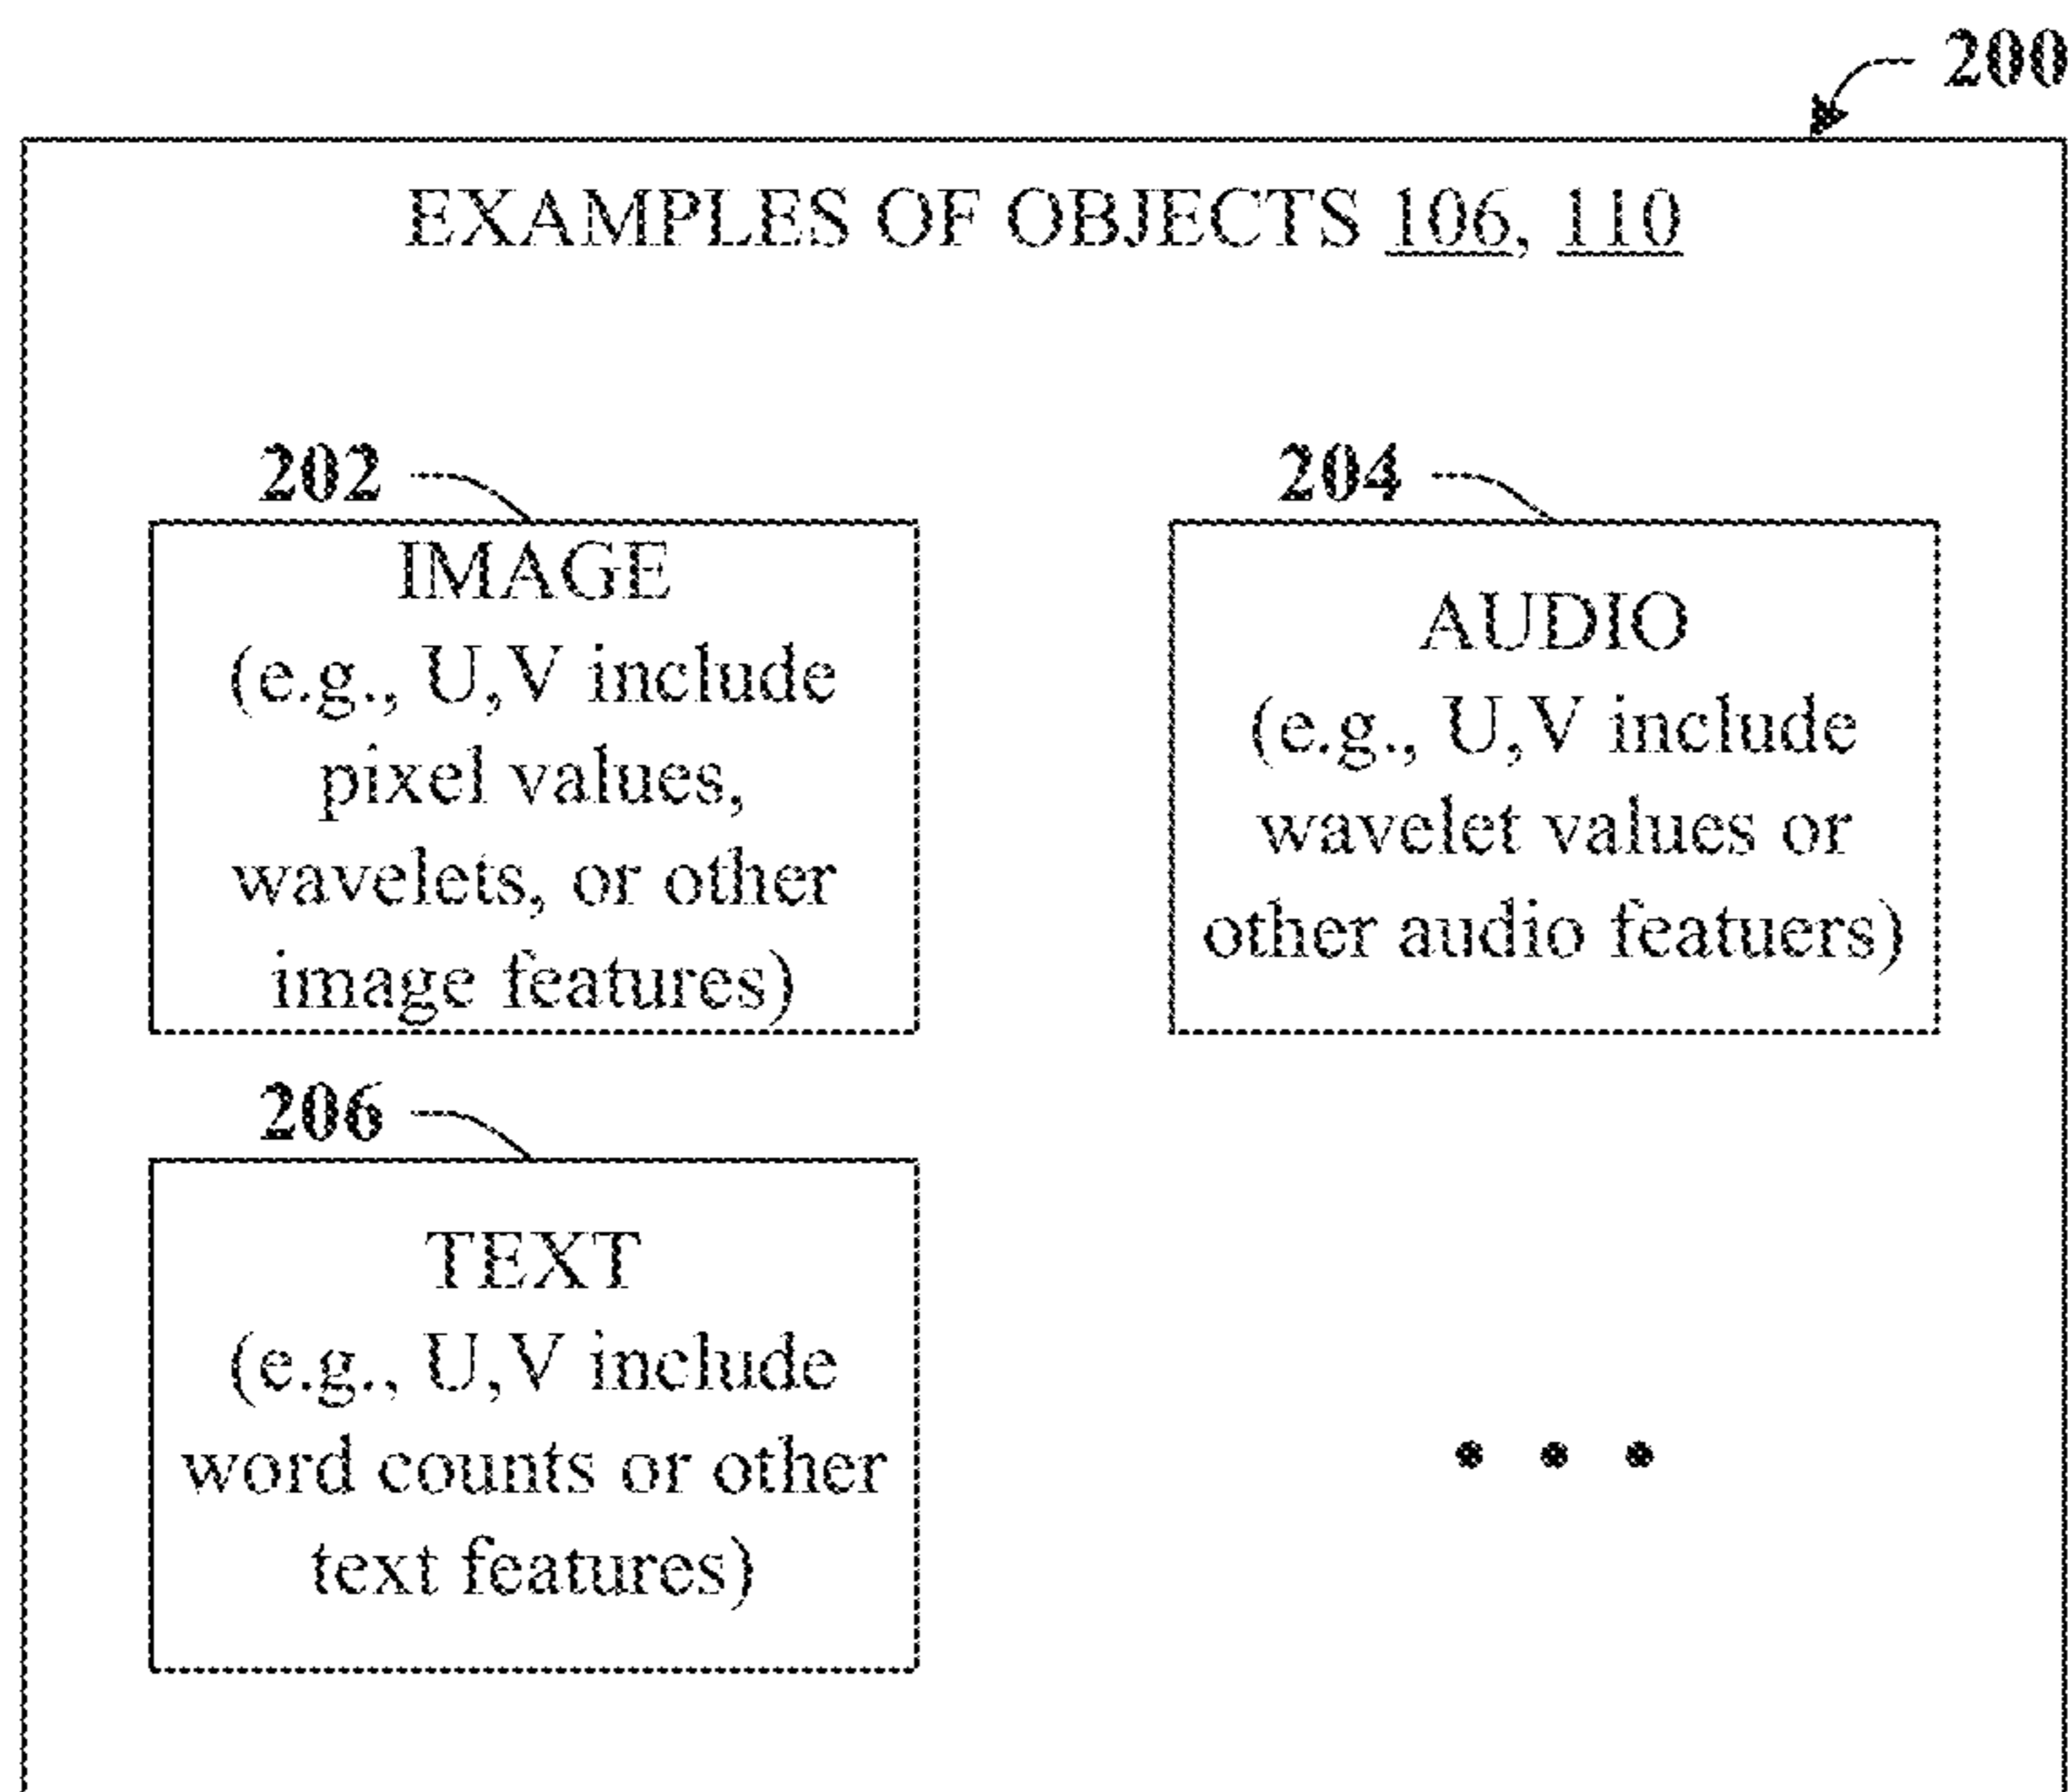 200
EXAMPLES OF OBJECTS 106, 110
202
IMAGE
(e.g., U,V include
pixel values,
wavelets, or other
image features)
204
AUDIO
(e.g., U,V include
wavelet values or
other audio featuers)
206
TEXT
(e.g., U,V include
word counts or other
text features)